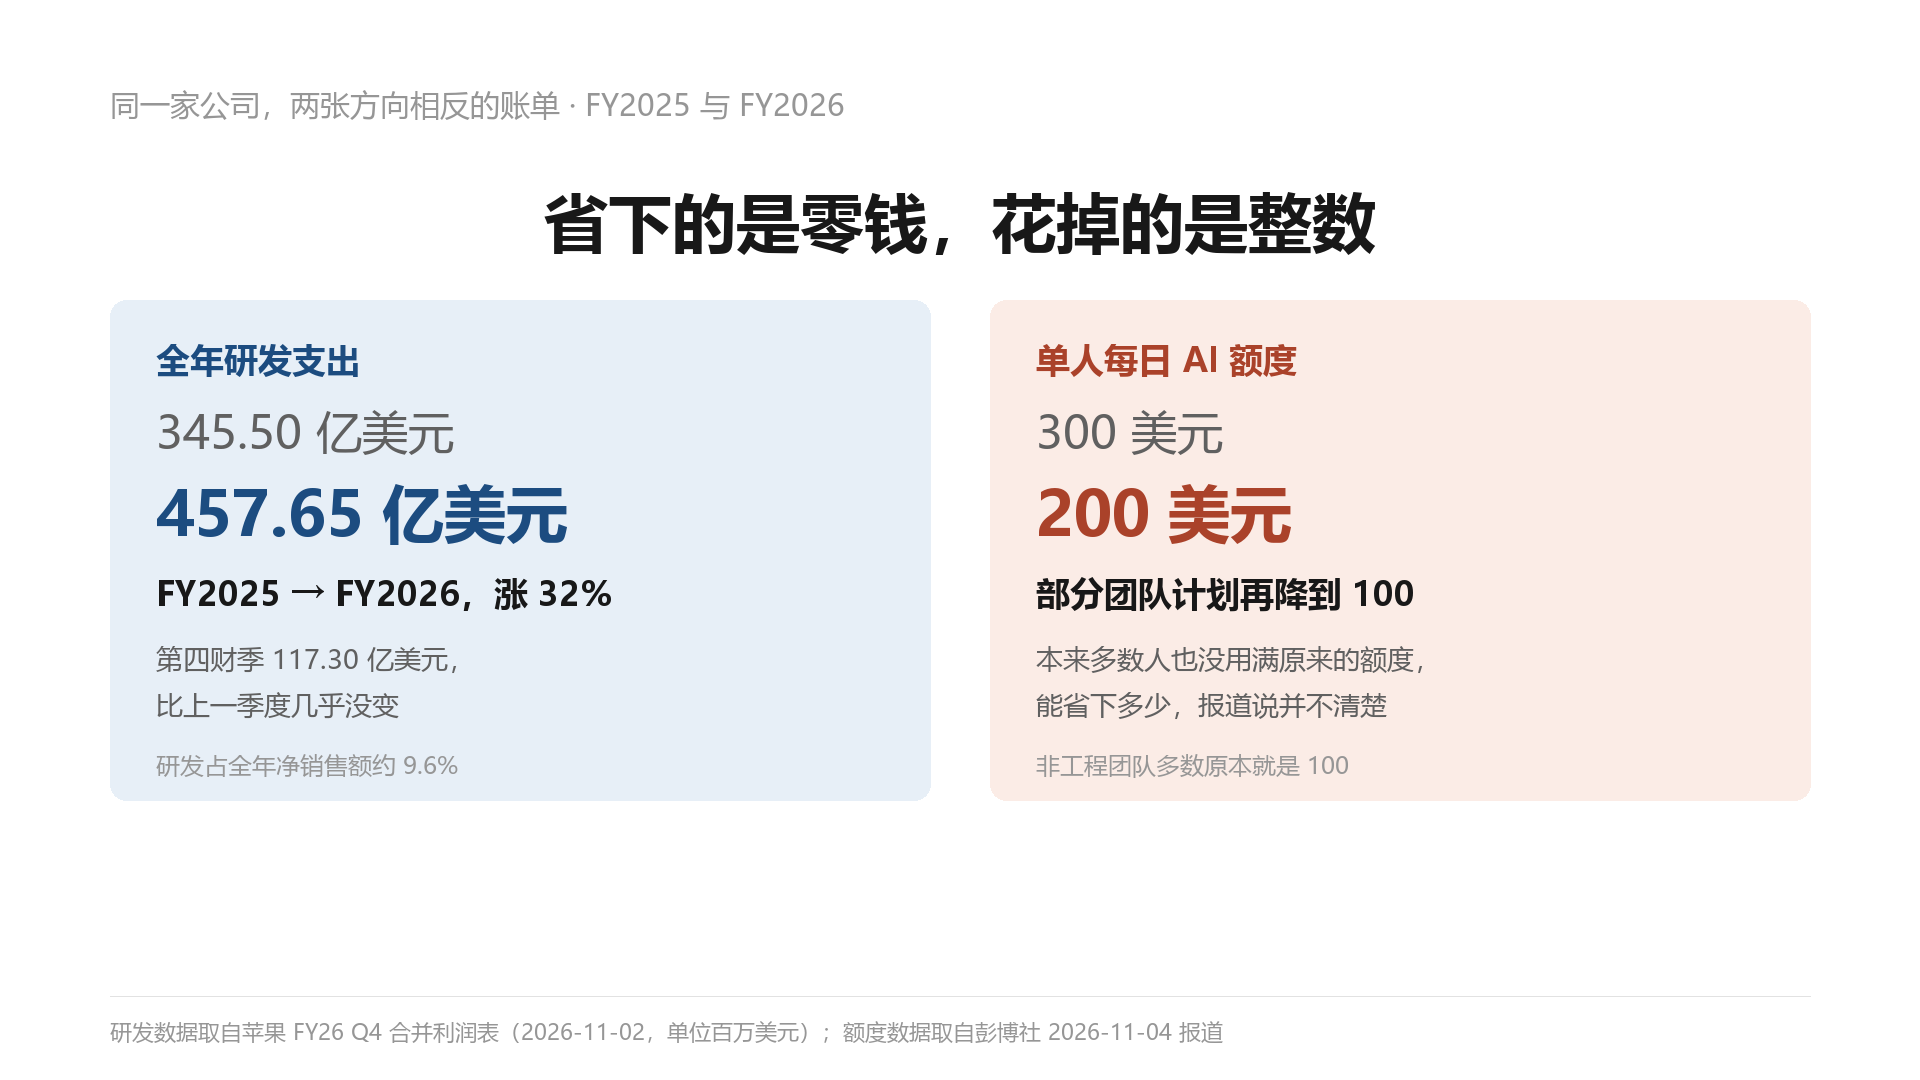 同一家公司，两张方向相反的账单 · FY2025 与 FY2026
省下的是零钱，花掉的是整数
全年研发支出
345.50 亿美元
457.65 亿美元
FY2025 → FY2026，涨 32%
第四财季 117.30 亿美元，
比上一季度几乎没变
研发占全年净销售额约 9.6%
单人每日 AI 额度
300 美元
200 美元
部分团队计划再降到 100
本来多数人也没用满原来的额度，
能省下多少，报道说并不清楚
非工程团队多数原本就是 100
研发数据取自苹果 FY26 Q4 合并利润表（2026-11-02，单位百万美元）；额度数据取自彭博社 2026-11-04 报道